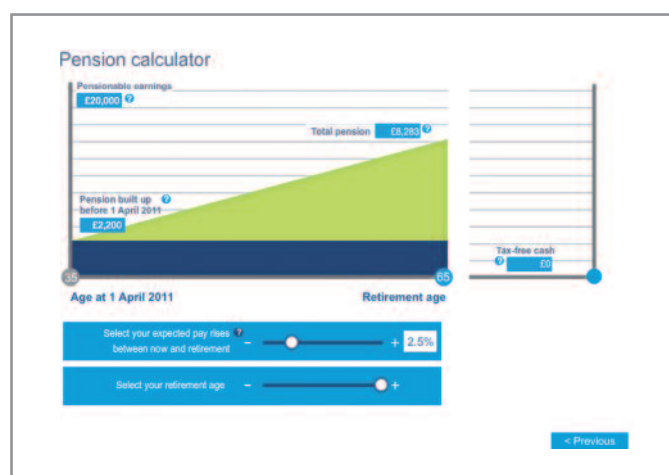 Pension calculator
Pensionable earnings
£20,000 ?
Total pension £8,283 ?
Pension built up ?
before 1 April 2011
£2,200
Tax-free cash
? £0
35
65
Age at 1 April 2011
Retirement age
Select your expected pay rises ?
between now and retirement
- + 2.5%
Select your retirement age - +
< Previous